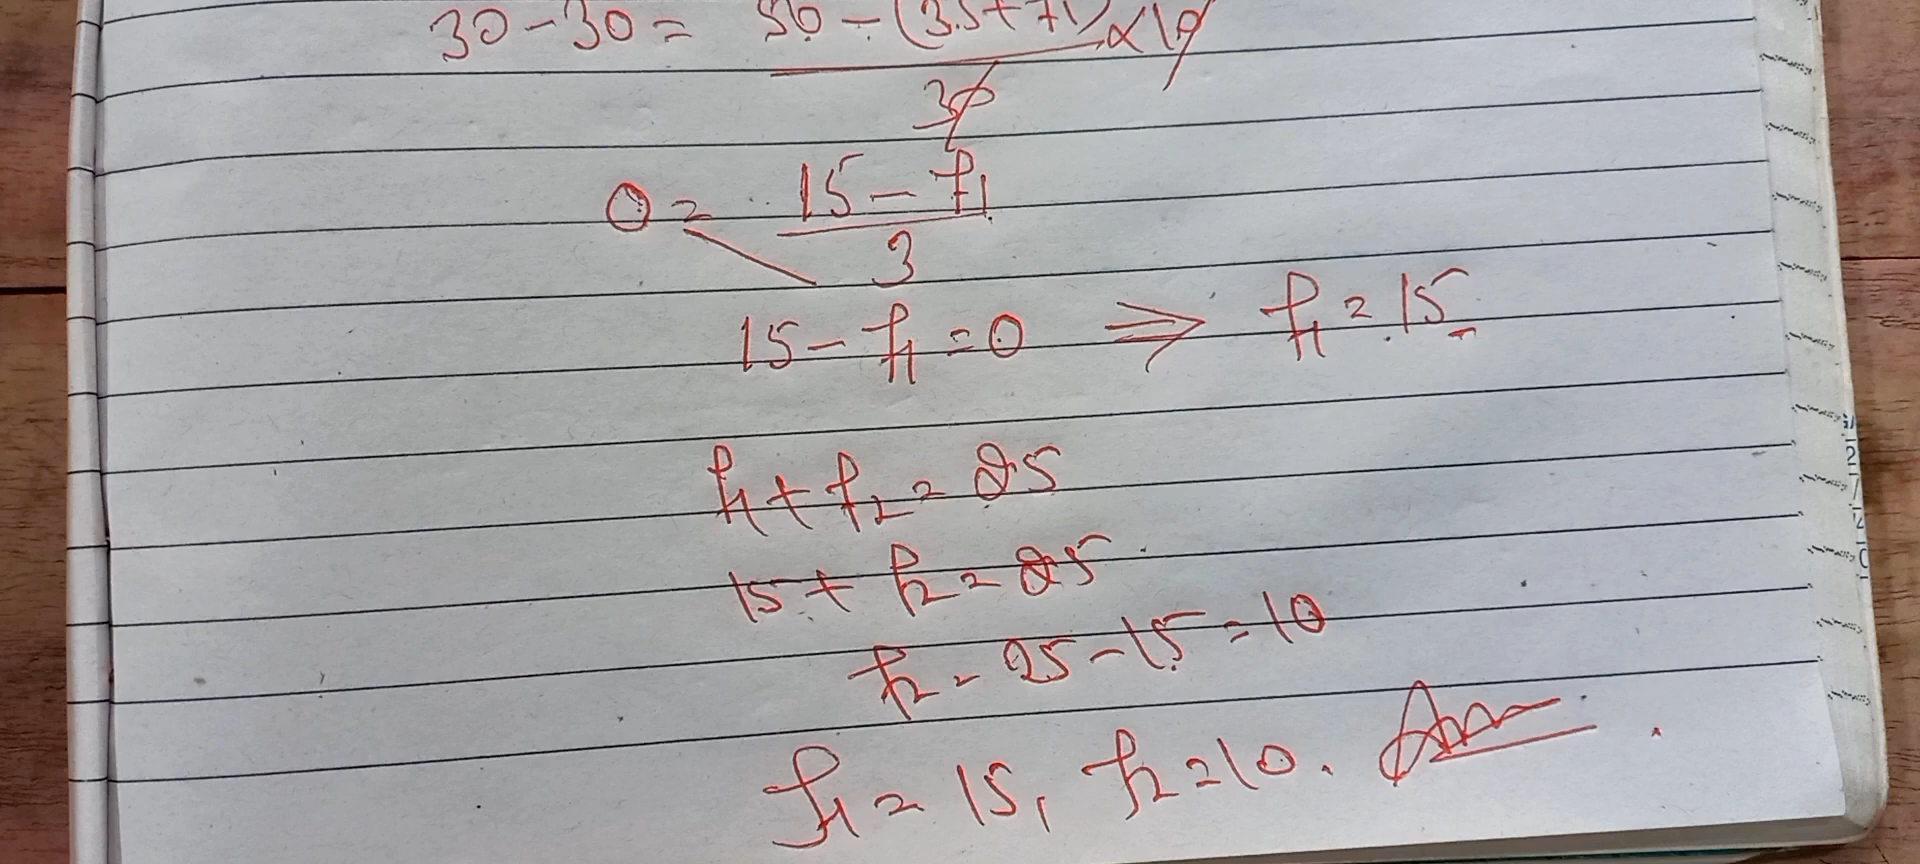 30-30 = 50 - (35+f1) x10
30
0 = 15 - f1
3
15 - f1 = 0 ⇒ f1 = 15
f1 + f2 = 25
15 + f2 = 25
f2 = 25 - 15 = 10
f1 = 15, f2 = 10. Ans